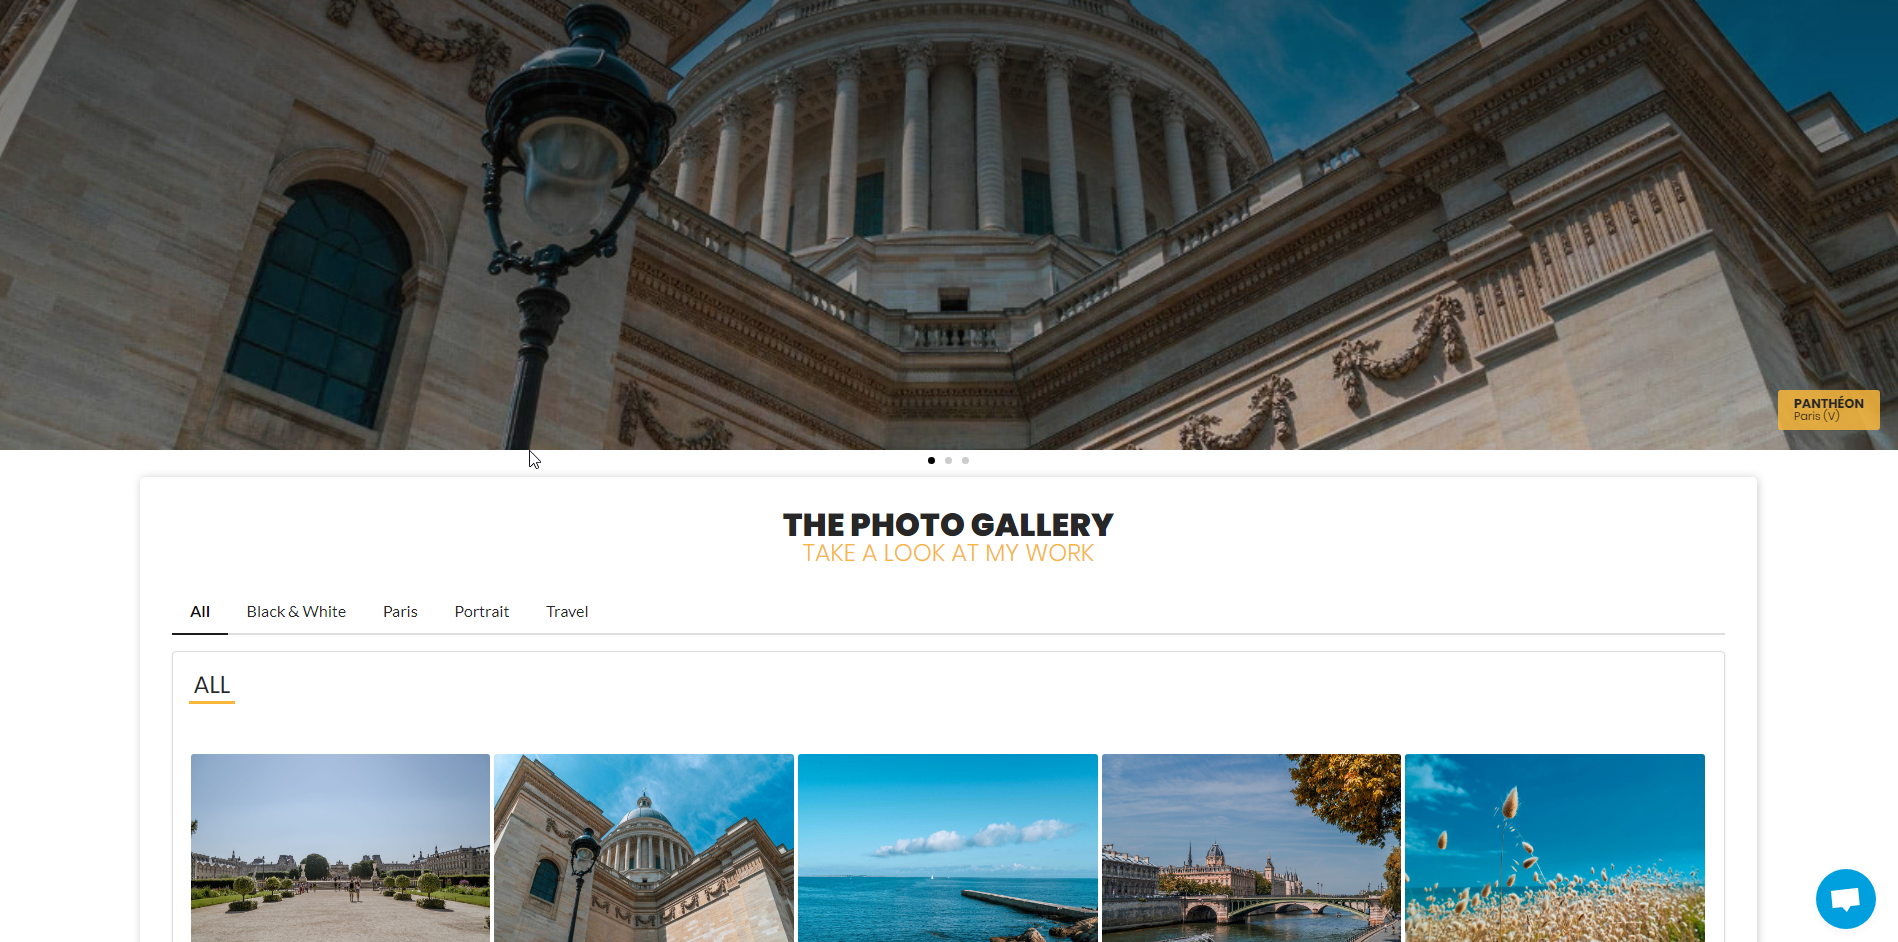 PANTHÉON
Paris (V)
THE PHOTO GALLERY
TAKE A LOOK AT MY WORK
All
Black & White
Paris
Portrait
Travel
ALL